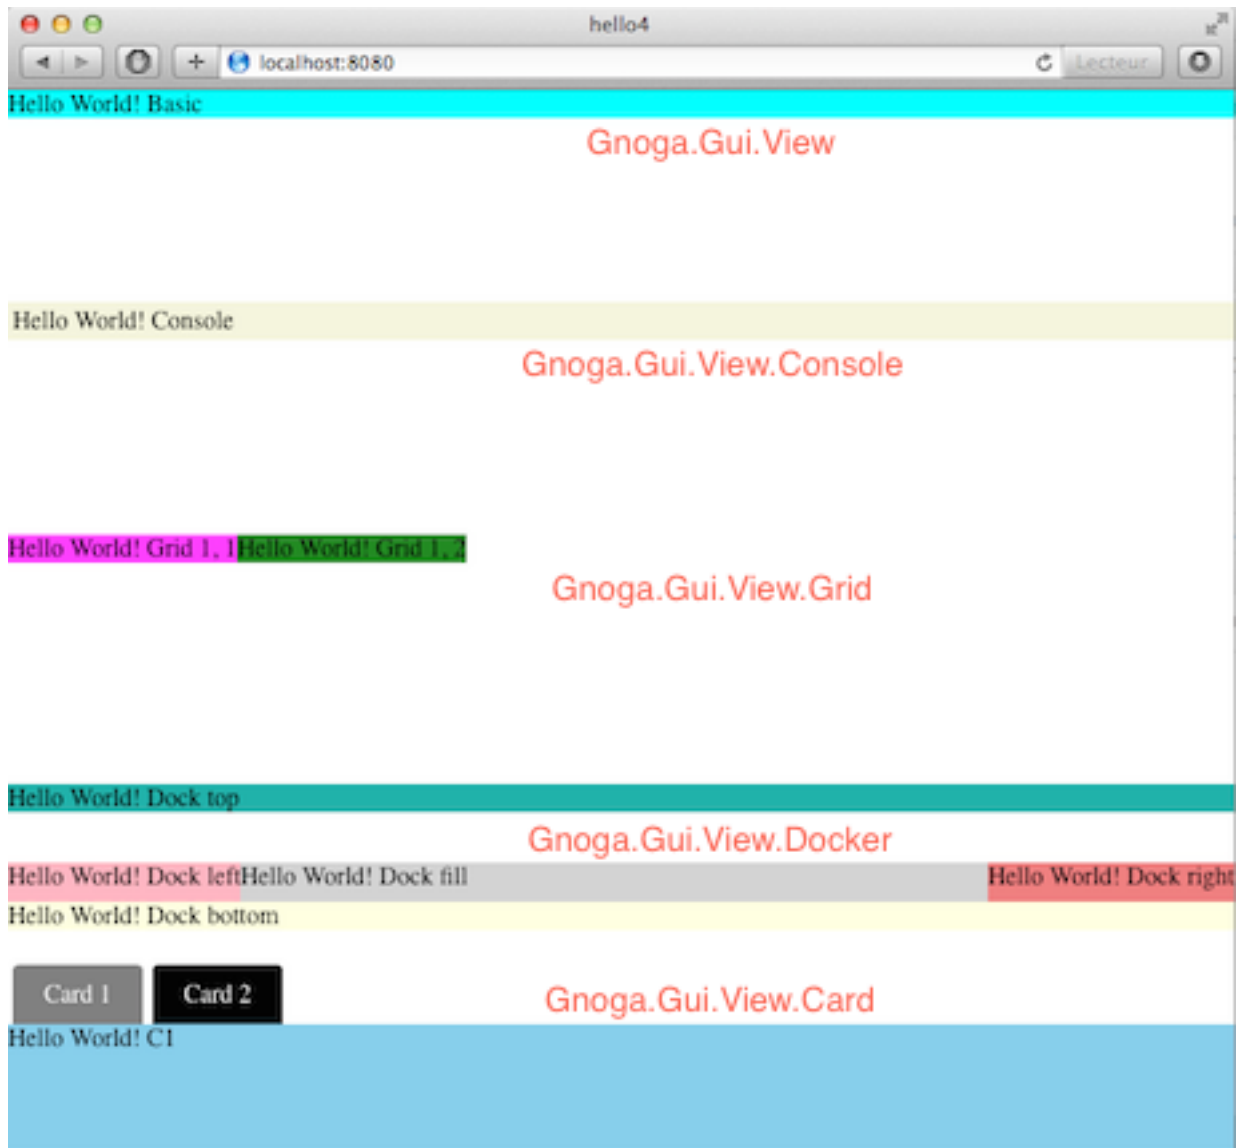 hello4
localhost:8080
Lecteur
Hello World! Basic
Gnoga.Gui.View
Hello World! Console
Gnoga.Gui.View.Console
Hello World! Grid 1, 1Hello World! Grid 1, 2
Gnoga.Gui.View.Grid
Hello World! Dock top
Gnoga.Gui.View.Docker
Hello World! Dock leftHello World! Dock fill
Hello World! Dock right
Hello World! Dock bottom
Card 1
Card 2
Gnoga.Gui.View.Card
Hello World! C1